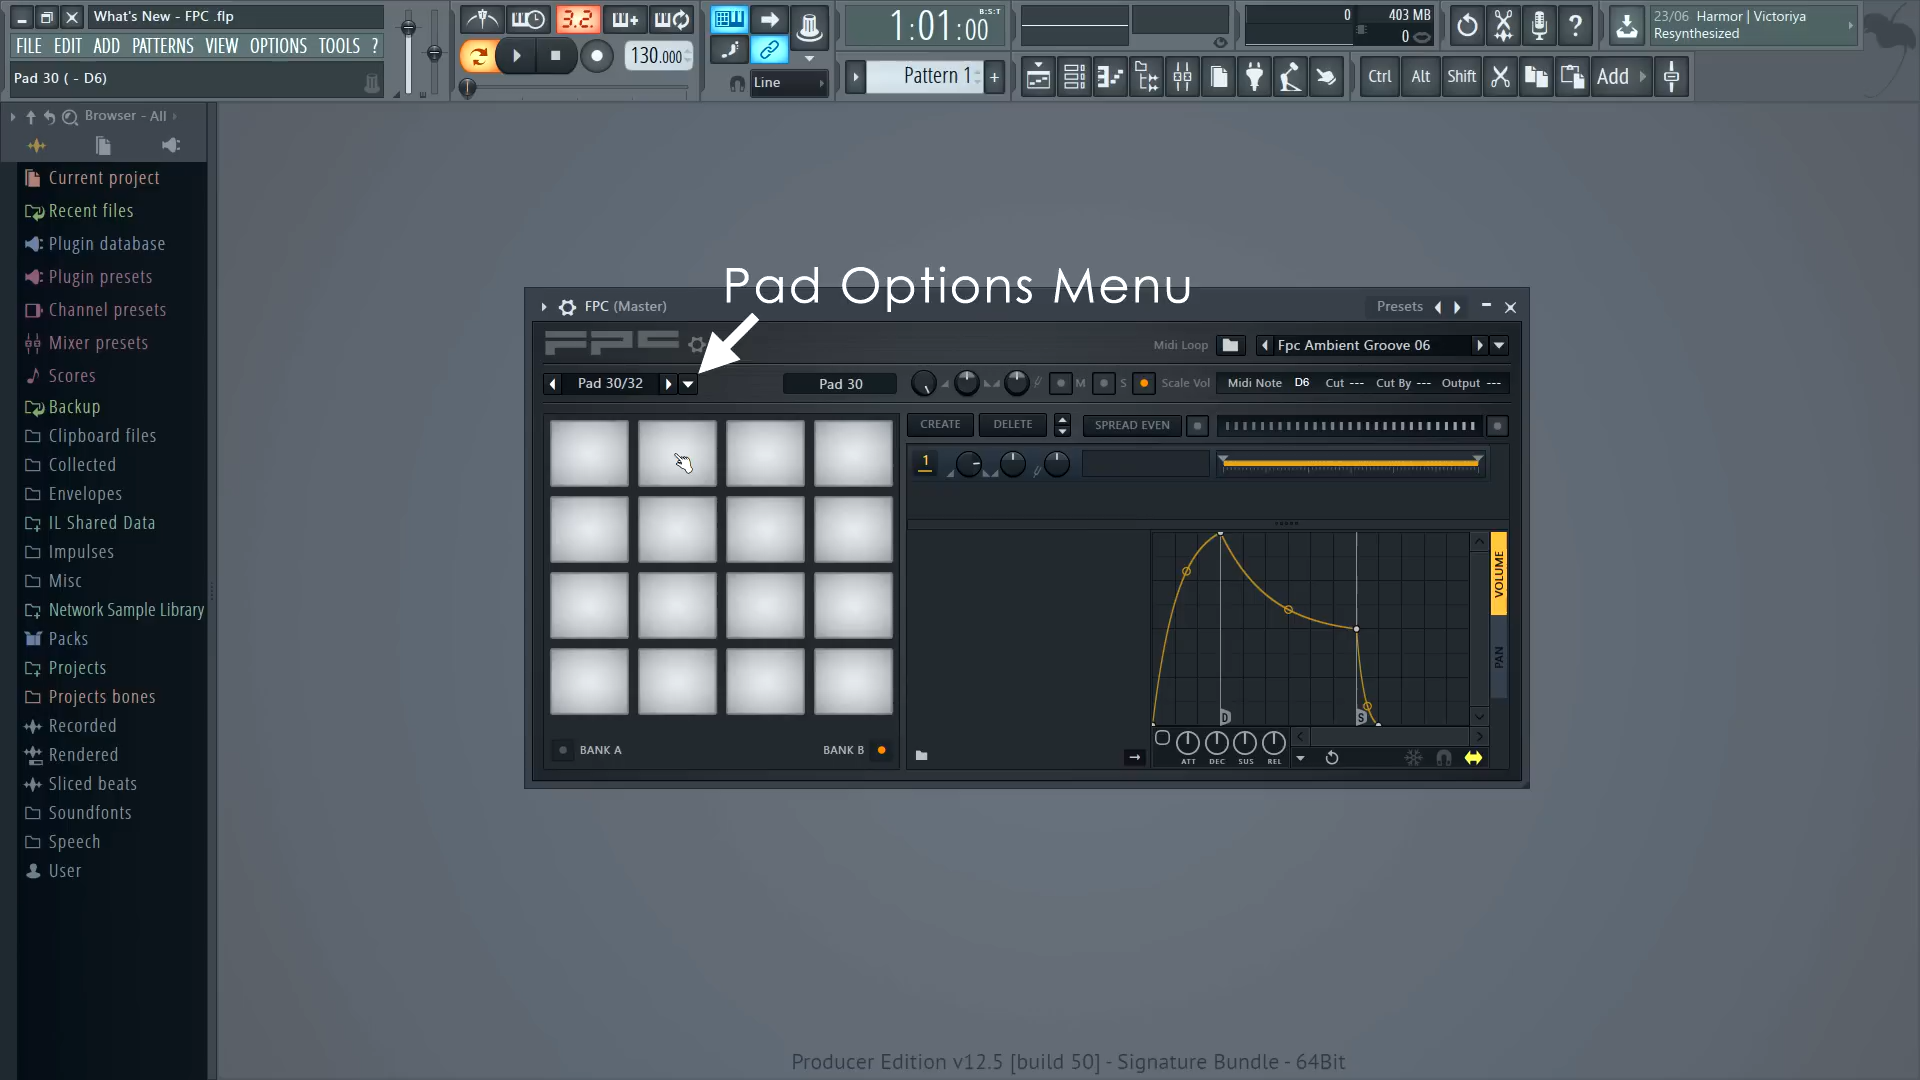 What's New - FPC .flp
FILE EDIT ADD PATTERNS VIEW OPTIONS TOOLS ?
Pad 30 ( - D6)
3.2.
130.000
Line
1:01:00
B:S:T
Pattern 1
+
0
403 MB
0
?
Ctrl
Alt
Shift
Add
23/06 Harmor | Victoriya
Resynthesized
Browser - All
Current project
Recent files
Plugin database
Plugin presets
Channel presets
Mixer presets
Scores
Backup
Clipboard files
Collected
Envelopes
IL Shared Data
Impulses
Misc
Network Sample Library
Packs
Projects
Projects bones
Recorded
Rendered
Sliced beats
Soundfonts
Speech
User
Pad Options Menu
FPC (Master)
Presets
FPC
Midi Loop
Fpc Ambient Groove 06
Pad 30/32
Pad 30
M
S
Scale Vol
Midi Note D6 Cut --- Cut By --- Output ---
CREATE
DELETE
SPREAD EVEN
1
VOLUME
PAN
D
S
ATT
DEC
SUS
REL
BANK A
BANK B
Producer Edition v12.5 [build 50] - Signature Bundle - 64Bit